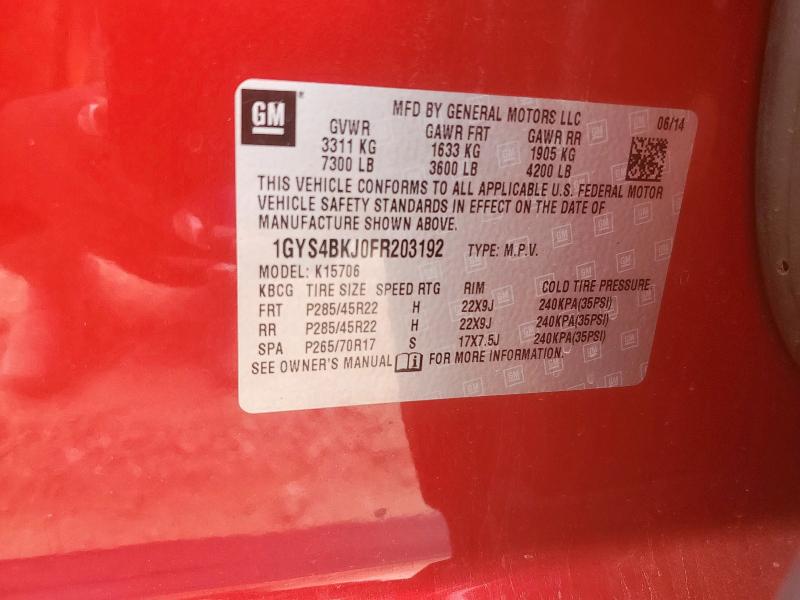 GM
MFD BY GENERAL MOTORS LLC
06/14
GVWR GAWR FRT GAWR RR
3311 KG 1633 KG 1905 KG
7300 LB 3600 LB 4200 LB
THIS VEHICLE CONFORMS TO ALL APPLICABLE U.S. FEDERAL MOTOR
VEHICLE SAFETY STANDARDS IN EFFECT ON THE DATE OF
MANUFACTURE SHOWN ABOVE.
1GYS4BKJ0FR203192 TYPE: M.P.V.
MODEL: K15706
KBCG TIRE SIZE SPEED RTG RIM COLD TIRE PRESSURE
FRT P285/45R22 H 22X9J 240KPA(35PSI)
RR P285/45R22 H 22X9J 240KPA(35PSI)
SPA P265/70R17 S 17X7.5J 240KPA(35PSI)
SEE OWNER'S MANUAL FOR MORE INFORMATION.